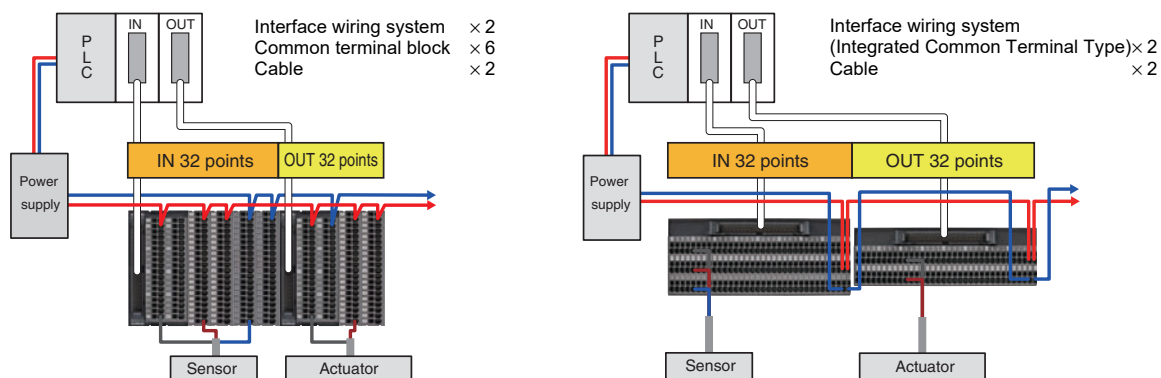 IN OUT
P
L
C
Interface wiring system ×2
Common terminal block ×6
Cable ×2
IN 32 points
OUT 32 points
Power
supply
Sensor
Actuator
IN OUT
P
L
C
Interface wiring system
(Integrated Common Terminal Type)×2
Cable ×2
IN 32 points
OUT 32 points
Power
supply
Sensor
Actuator